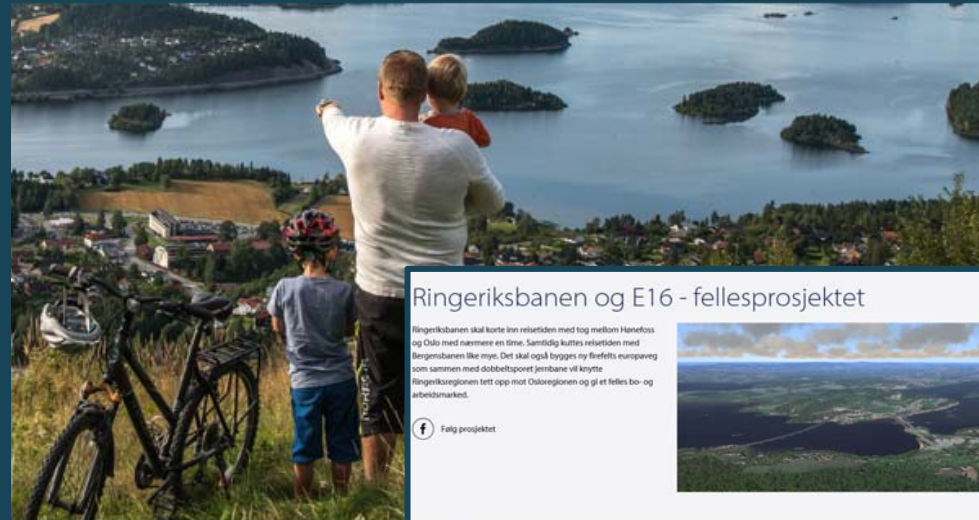 Ringeriksbanen og E16 - fellesprosjektet
Ringeriksbanen skal korte inn reisetiden med tog mellom Hønefoss
og Oslo med nærmere en time. Samtidig kuttes reisetiden med
Bergensbanen like mye. Det skal også bygges ny firefelts europaveg
som sammen med dobbeltsporet jernbane vil knytte
Ringeriksregionen tett opp mot Osloregionen og gi et felles bo- og
arbeidsmarked.
Følg prosjektet